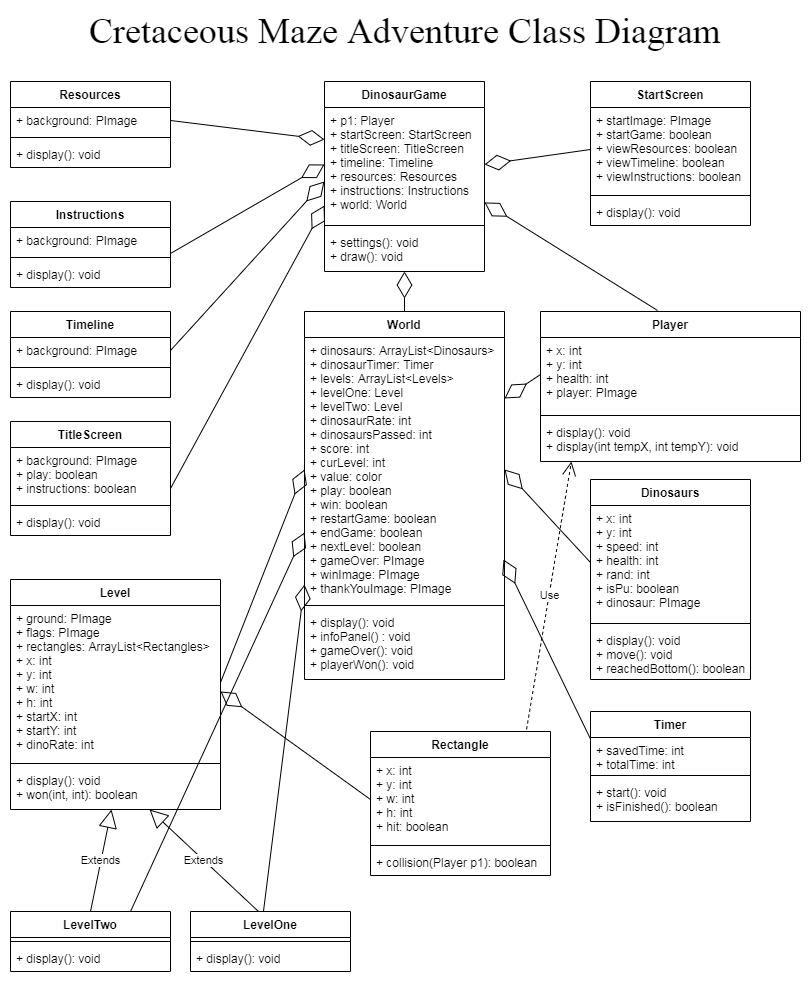 Cretaceous Maze Adventure Class Diagram
Resources
+ background: PImage
+ display(): void
DinosaurGame
+ p1: Player
+ startScreen: StartScreen
+ titleScreen: TitleScreen
+ timeline: Timeline
+ resources: Resources
+ instructions: Instructions
+ world: World
+ settings(): void
+ draw(): void
StartScreen
+ startImage: PImage
+ startGame: boolean
+ viewResources: boolean
+ viewTimeline: boolean
+ viewInstructions: boolean
+ display(): void
Instructions
+ background: PImage
+ display(): void
Timeline
+ background: PImage
+ display(): void
TitleScreen
+ background: PImage
+ play: boolean
+ instructions: boolean
+ display(): void
World
+ dinosaurs: ArrayList<Dinosaurs>
+ dinosaurTimer: Timer
+ levels: ArrayList<Levels>
+ levelOne: Level
+ levelTwo: Level
+ dinosaurRate: int
+ dinosaursPassed: int
+ score: int
+ curLevel: int
+ value: color
+ play: boolean
+ win: boolean
+ restartGame: boolean
+ endGame: boolean
+ nextLevel: boolean
+ gameOver: PImage
+ winImage: PImage
+ thankYouImage: PImage
+ display(): void
+ infoPanel() : void
+ gameOver(): void
+ playerWon(): void
Player
+ x: int
+ y: int
+ health: int
+ player: PImage
+ display(): void
+ display(int tempX, int tempY): void
Dinosaurs
+ x: int
+ y: int
+ speed: int
+ health: int
+ rand: int
+ isPu: boolean
+ dinosaur: PImage
+ display(): void
+ move(): void
+ reachedBottom(): boolean
Use
Level
+ ground: PImage
+ flags: PImage
+ rectangles: ArrayList<Rectangles>
+ x: int
+ y: int
+ w: int
+ h: int
+ startX: int
+ startY: int
+ dinoRate: int
+ display(): void
+ won(int, int): boolean
Rectangle
+ x: int
+ y: int
+ w: int
+ h: int
+ hit: boolean
+ collision(Player p1): boolean
Timer
+ savedTime: int
+ totalTime: int
+ start(): void
+ isFinished(): boolean
Extends
Extends
LevelTwo
+ display(): void
LevelOne
+ display(): void